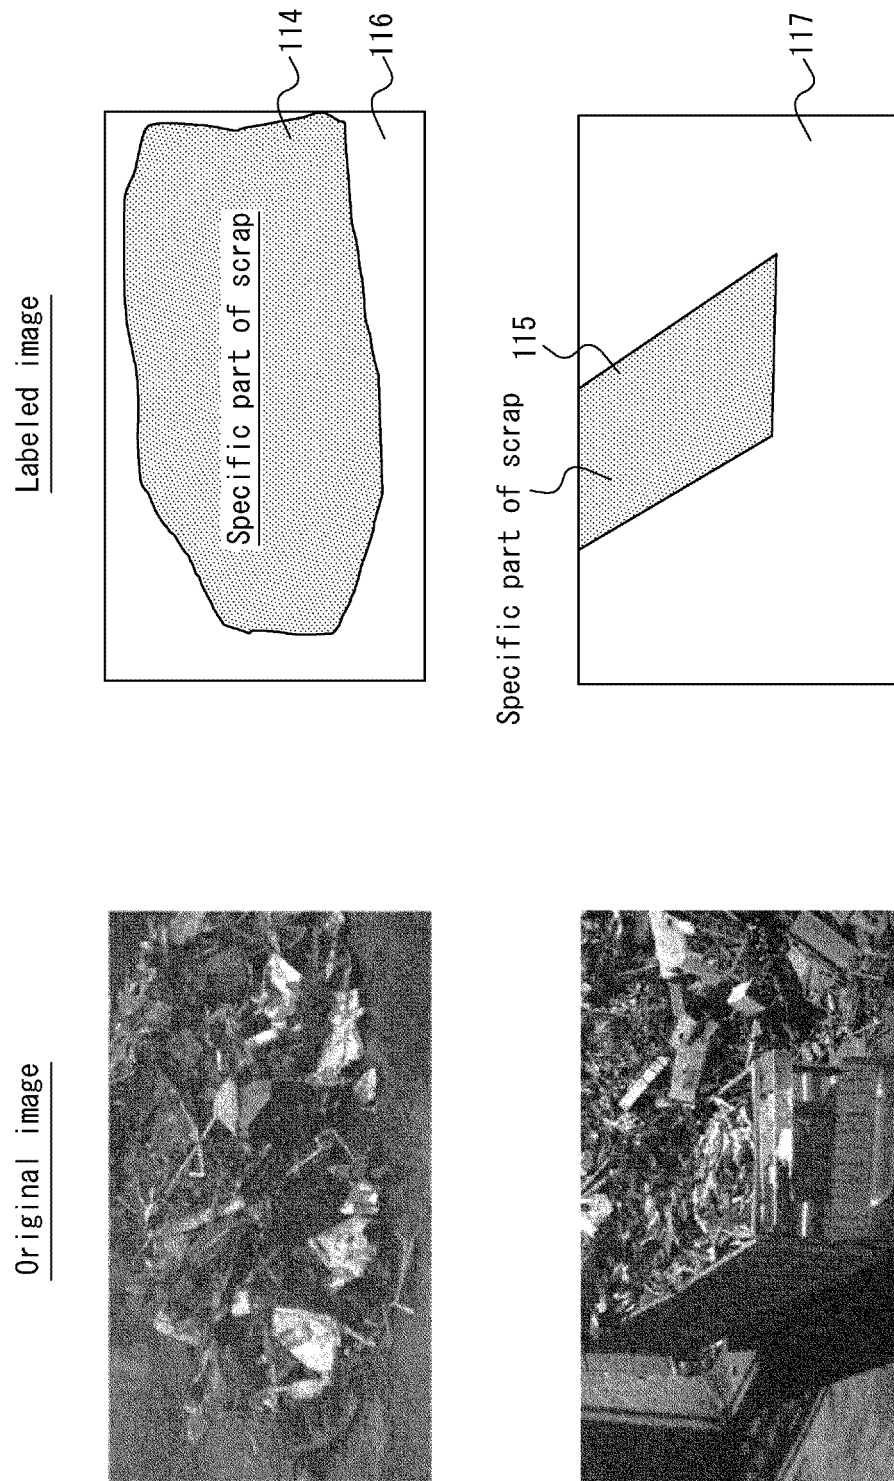 Original image
Labeled image
Specific part of scrap
114
116
Specific part of scrap
115
117